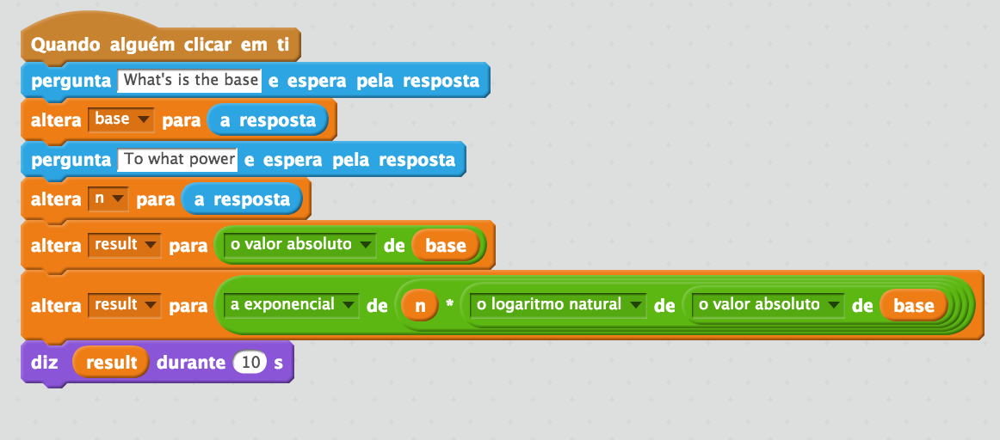 Quando alguém clicar em ti
pergunta What's is the base e espera pela resposta
altera base para a resposta
pergunta To what power e espera pela resposta
altera n para a resposta
altera result para o valor absoluto de base
altera result para a exponencial de n * o logaritmo natural de o valor absoluto de base
diz result durante 10 s